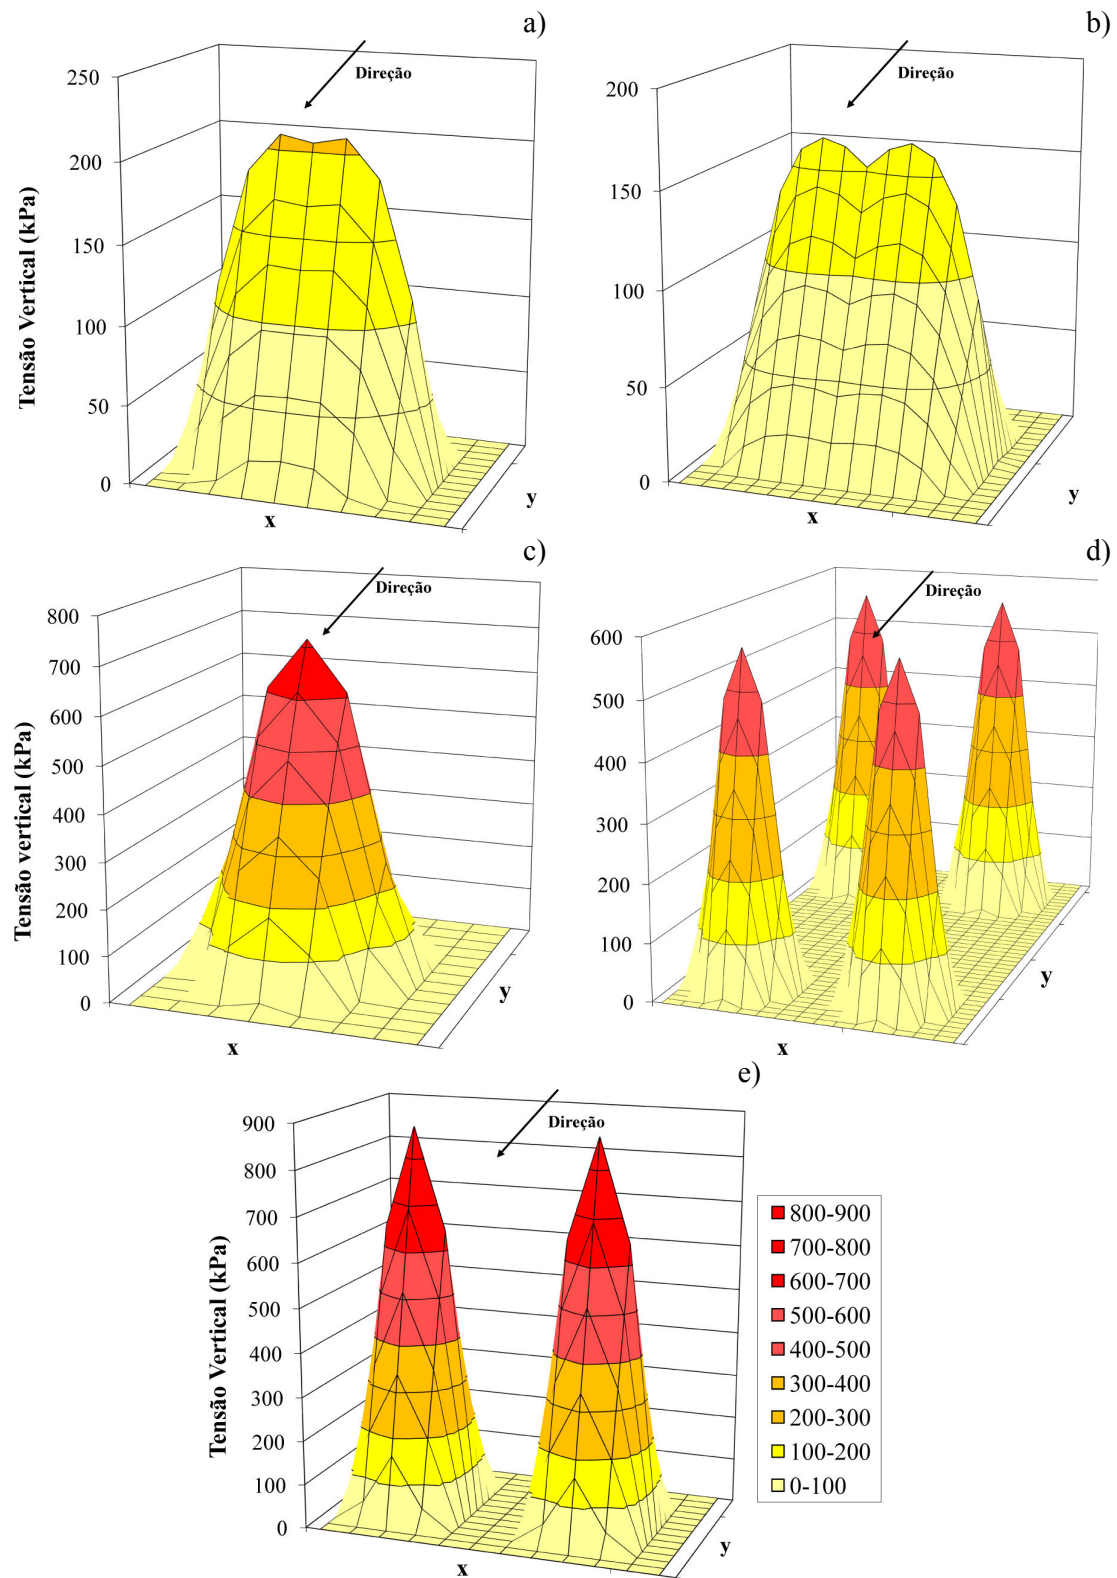 a)
Direção
Tensão Vertical (kPa)
250
200
150
100
50
0
x
y
b)
Direção
200
150
100
50
0
x
y
c)
Direção
Tensão vertical (kPa)
800
700
600
500
400
300
200
100
0
x
y
d)
Direção
600
500
400
300
200
100
0
x
y
e)
Direção
Tensão Vertical (kPa)
900
800
700
600
500
400
300
200
100
0
x
y
800-900
700-800
600-700
500-600
400-500
300-400
200-300
100-200
0-100